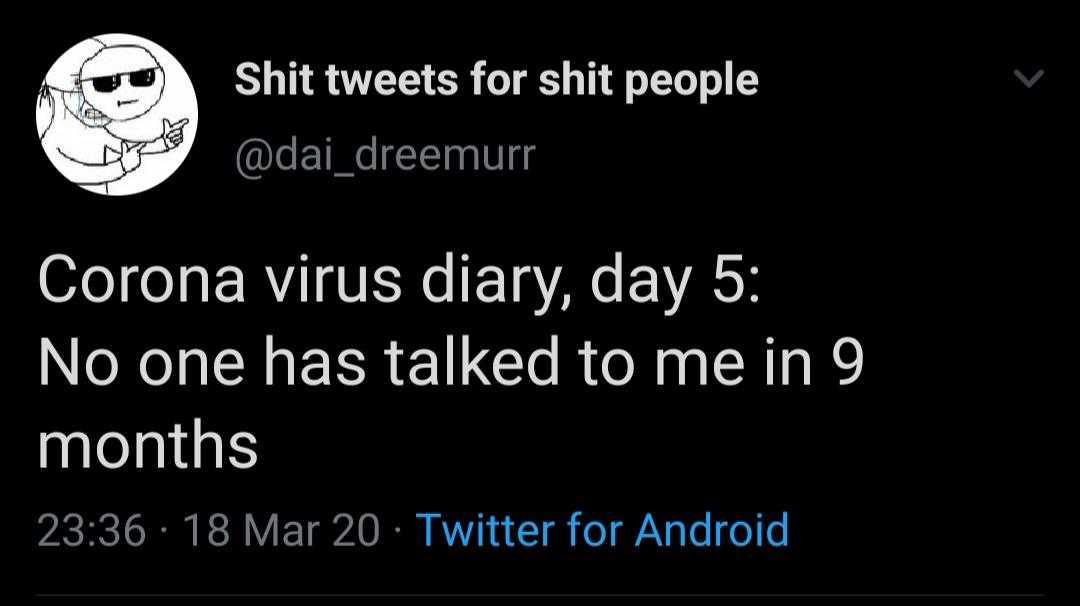 Shit tweets for shit people
@dai_dreemurr
Corona virus diary, day 5:
No one has talked to me in 9
months
23:36 · 18 Mar 20 · Twitter for Android